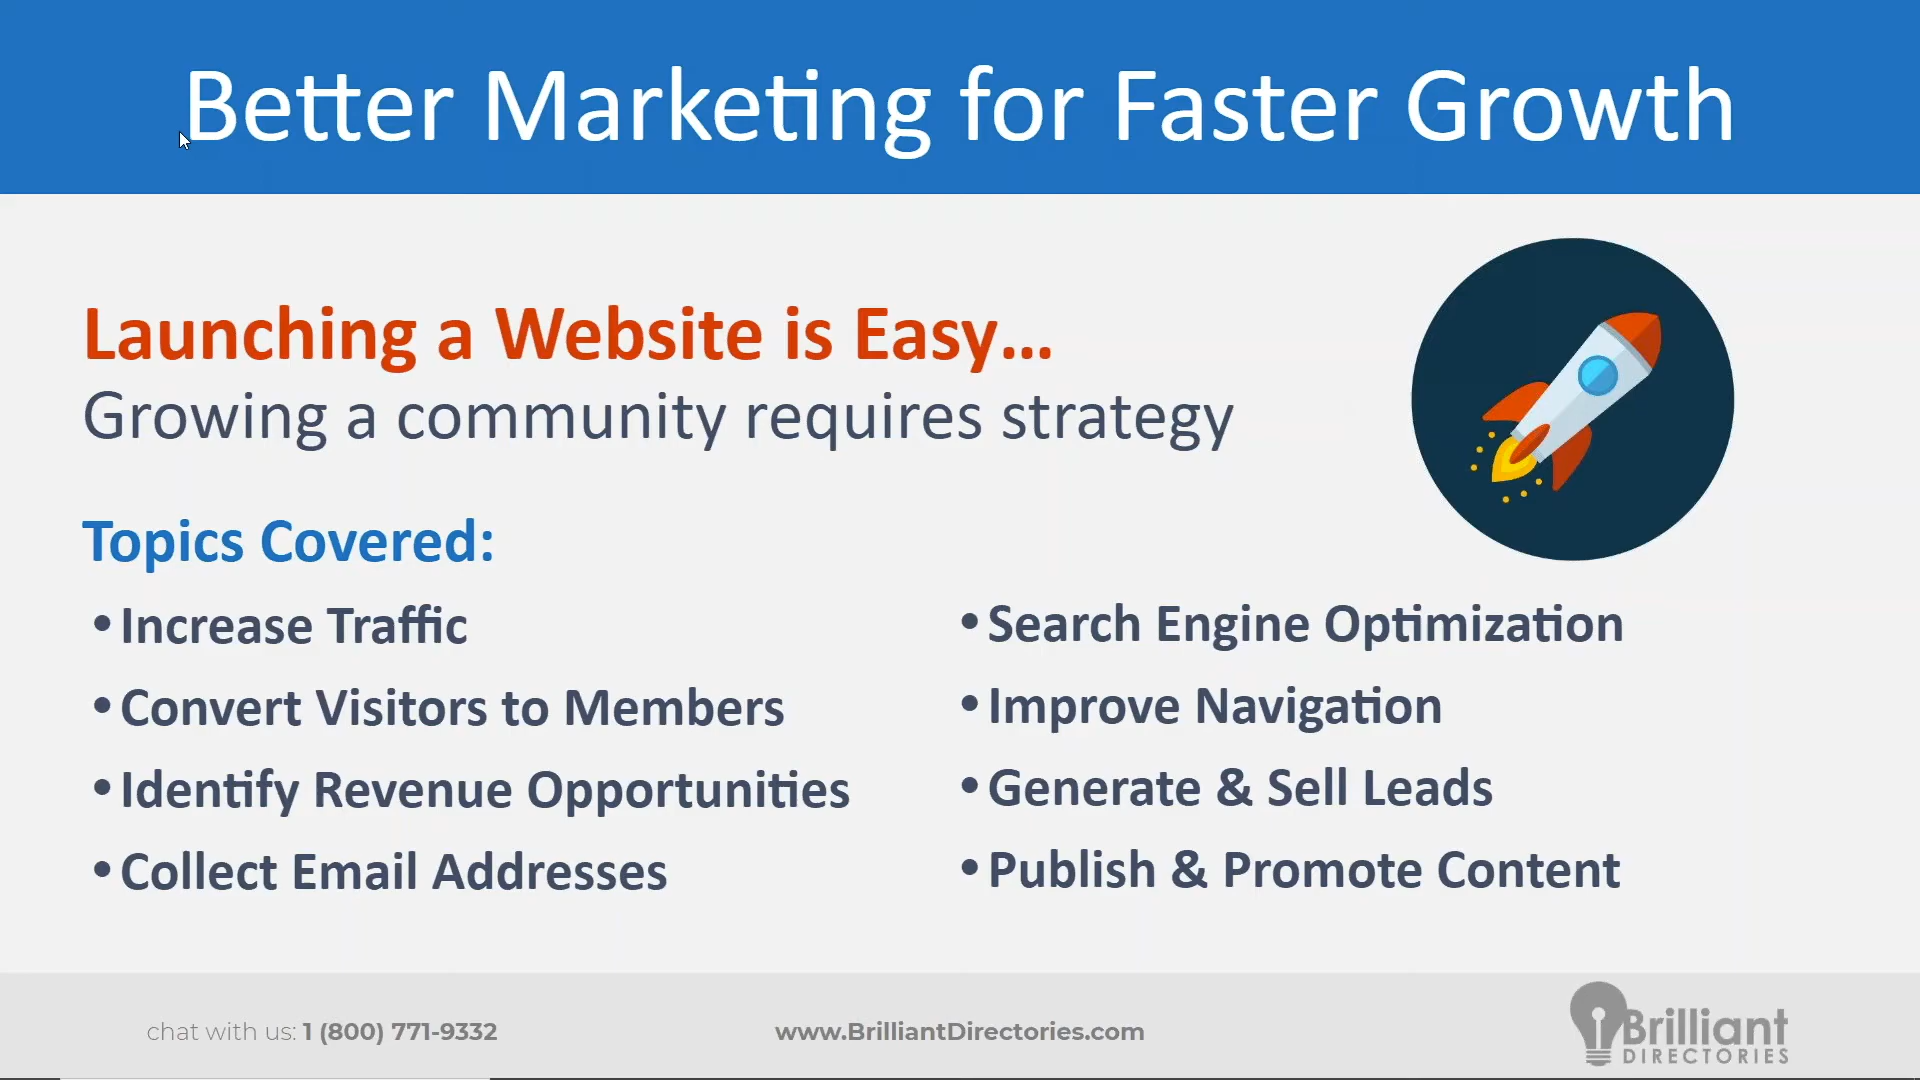 Better Marketing for Faster Growth
Launching a Website is Easy...
Growing a community requires strategy
Topics Covered:
• Increase Traffic
• Convert Visitors to Members
• Identify Revenue Opportunities
• Collect Email Addresses
• Search Engine Optimization
• Improve Navigation
• Generate & Sell Leads
• Publish & Promote Content
chat with us: 1 (800) 771-9332
www.BrilliantDirectories.com
Brilliant
DIRECTORIES